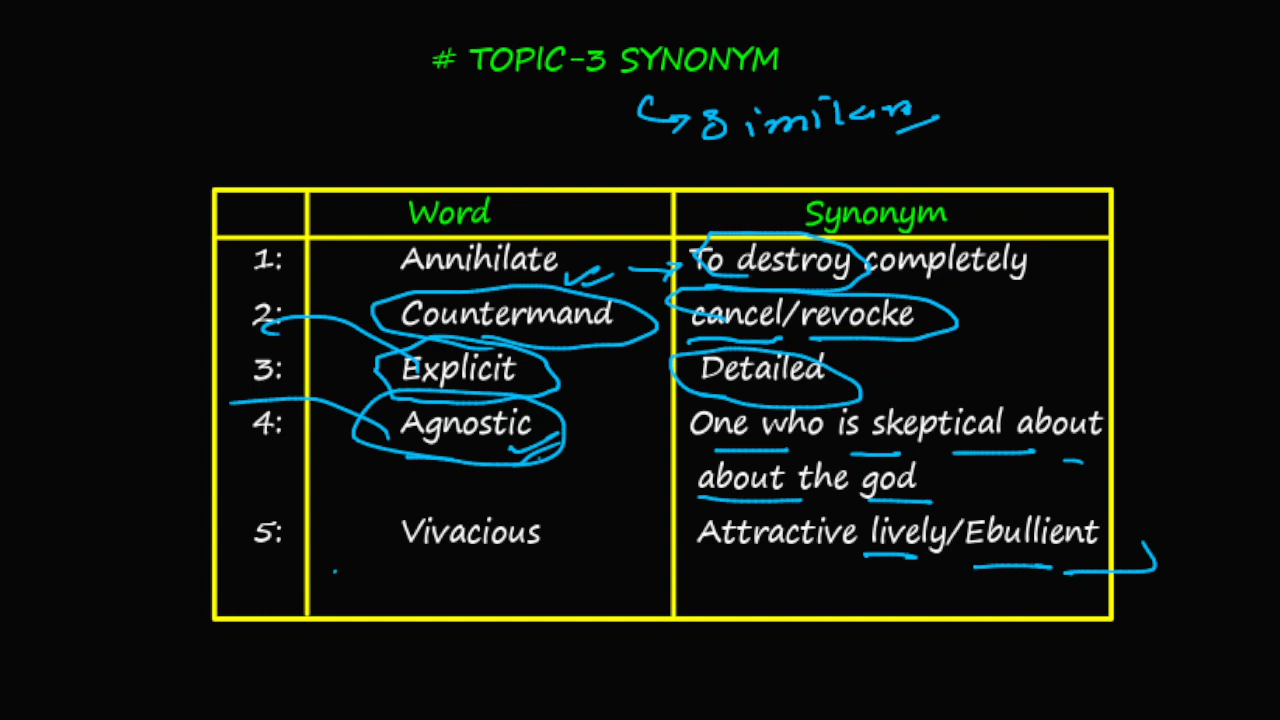 # TOPIC-3 SYNONYM
similar
Word Synonym
1: Annihilate To destroy completely
2: Countermand cancel/revocke
3: Explicit Detailed
4: Agnostic One who is skeptical about
about the god
5: Vivacious Attractive lively/Ebullient